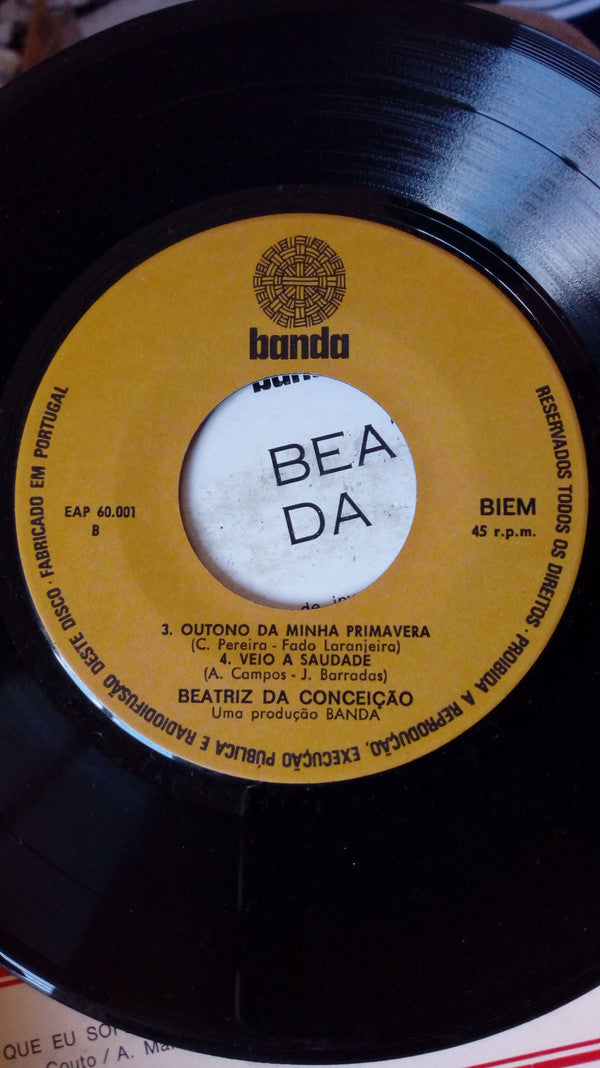 banda
BEA
DA
EAP 60.001
B
BIEM
45 r.p.m.
3. OUTONO DA MINHA PRIMAVERA
(C. Pereira - Fado Laranjeira)
4. VEIO A SAUDADE
(A. Campos - J. Barradas)
BEATRIZ DA CONCEIÇÃO
Uma produção BANDA
RESERVADOS TODOS OS DIREITOS · PROIBIDA A REPRODUÇÃO, EXECUÇÃO PÚBLICA E RADIODIFUSÃO DESTE DISCO · FABRICADO EM PORTUGAL
QUE EU
Couto / A.